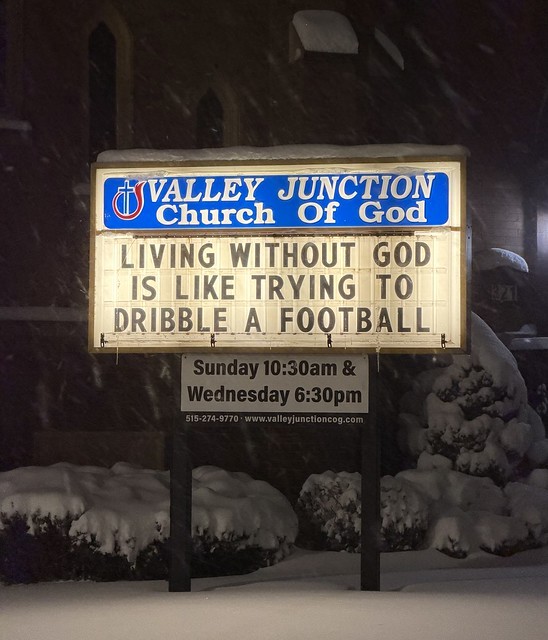 VALLEY JUNCTION
Church Of God
LIVING WITHOUT GOD
IS LIKE TRYING TO
DRIBBLE A FOOTBALL
Sunday 10:30am &
Wednesday 6:30pm
515-274-9770 · www.valleyjunctioncog.com